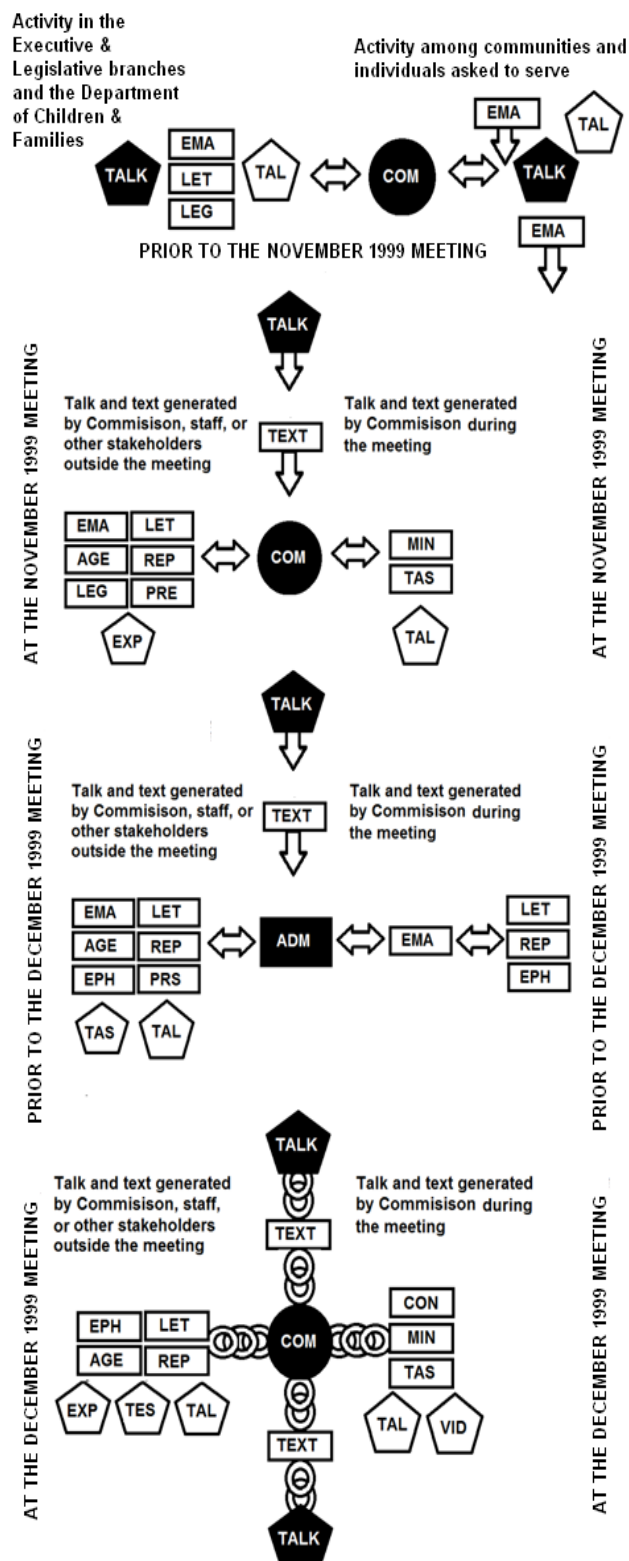 Activity in the
Executive &
Legislative branches
and the Department
of Children &
Families
Activity among communities and
individuals asked to serve
EMA
TAL
TALK
EMA
LET
LEG
TAL
COM
TALK
EMA
PRIOR TO THE NOVEMBER 1999 MEETING
AT THE NOVEMBER 1999 MEETING
TALK
Talk and text generated
by Commisison, staff, or
other stakeholders
outside the meeting
TEXT
Talk and text generated
by Commisison during
the meeting
EMA LET
AGE REP
LEG PRE
EXP
COM
MIN
TAS
TAL
AT THE NOVEMBER 1999 MEETING
PRIOR TO THE DECEMBER 1999 MEETING
TALK
Talk and text generated
by Commisison, staff, or
other stakeholders
outside the meeting
TEXT
Talk and text generated
by Commisison during
the meeting
EMA LET
AGE REP
EPH PRS
TAS TAL
ADM
EMA
LET
REP
EPH
PRIOR TO THE DECEMBER 1999 MEETING
AT THE DECEMBER 1999 MEETING
TALK
Talk and text generated
by Commisison, staff,
or other stakeholders
outside the meeting
TEXT
Talk and text generated
by Commisison during
the meeting
EPH LET
AGE REP
EXP TES TAL
COM
CON
MIN
TAS
TAL VID
TEXT
TALK
AT THE DECEMBER 1999 MEETING